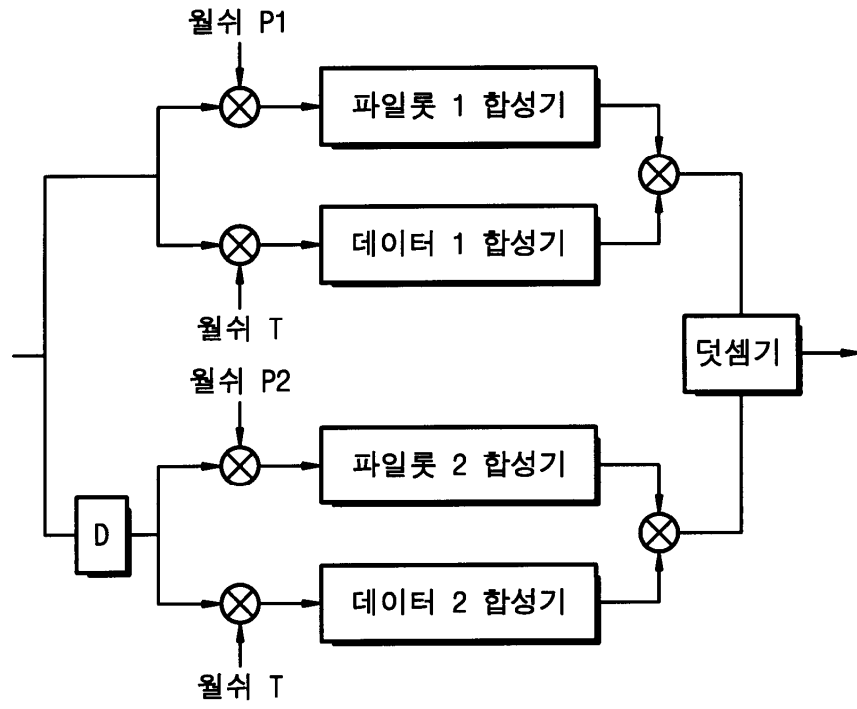 월쉬 P1
파일롯 1 합성기
데이터 1 합성기
월쉬 T
덧셈기
월쉬 P2
파일롯 2 합성기
D
데이터 2 합성기
월쉬 T